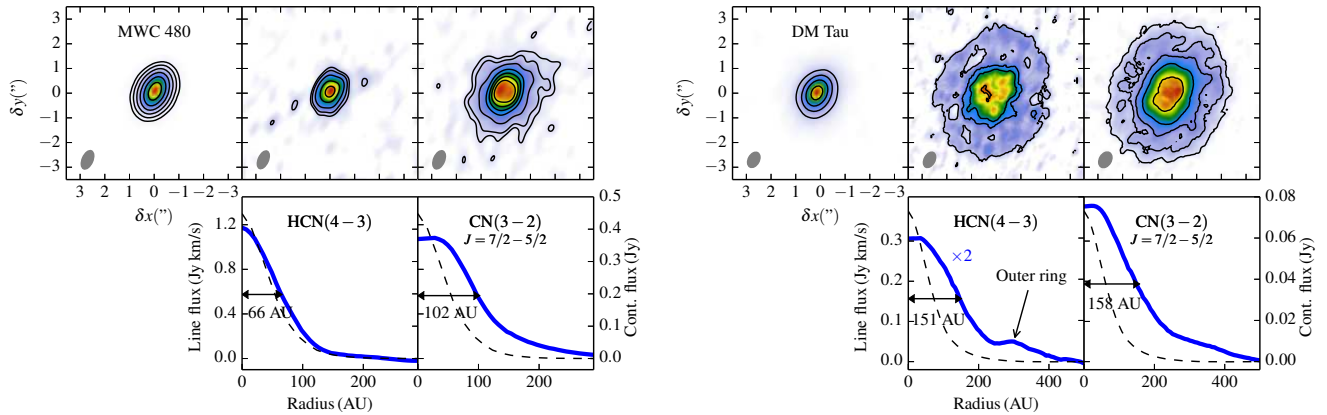 MWC 480
DM Tau
3
2
1
0
−1
−2
−3
δy(”)
3 2 1 0 −1 −2 −3
δx(”)
3
2
1
0
−1
−2
−3
δy(”)
3 2 1 0 −1 −2 −3
δx(”)
HCN(4−3)
CN(3−2)
J = 7/2−5/2
1.2
0.8
0.4
0.0
Line flux (Jy km/s)
66 AU
102 AU
0.5
0.4
0.3
0.2
0.1
0.0
Cont. flux (Jy)
0 100 200 0 100 200
Radius (AU)
HCN(4−3)
CN(3−2)
J = 7/2−5/2
×2
Outer ring
0.3
0.2
0.1
0.0
Line flux (Jy km/s)
151 AU
158 AU
0.08
0.06
0.04
0.02
0.00
Cont. flux (Jy)
0 200 400 0 200 400
Radius (AU)